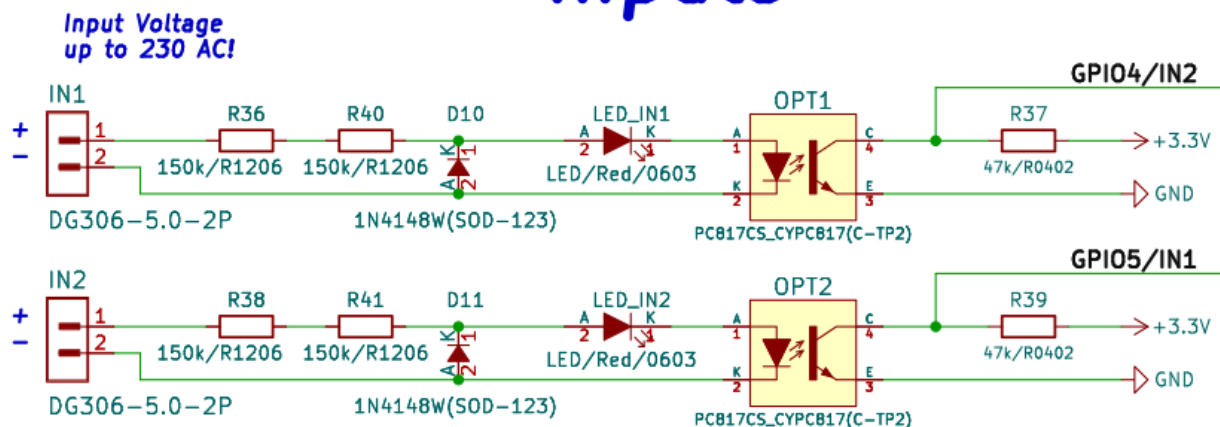 Inputs
Input Voltage
up to 230 AC!
GPIO4/IN2
IN1 R36 R40 D10 LED_IN1 OPT1 R37
+ 1 K 1 A 2 K 1 A 1 C 4 +3.3V
- 2 150k/R1206 150k/R1206 A 2 LED/Red/0603 K 2 E 3 47k/R0402 GND
DG306-5.0-2P 1N4148W(SOD-123) PC817CS_CYPC817(C-TP2)
GPIO5/IN1
IN2 R38 R41 D11 LED_IN2 OPT2 R39
+ 1 K 1 A 2 K 1 A 1 C 4 +3.3V
- 2 150k/R1206 150k/R1206 A 2 LED/Red/0603 K 2 E 3 47k/R0402 GND
DG306-5.0-2P 1N4148W(SOD-123) PC817CS_CYPC817(C-TP2)